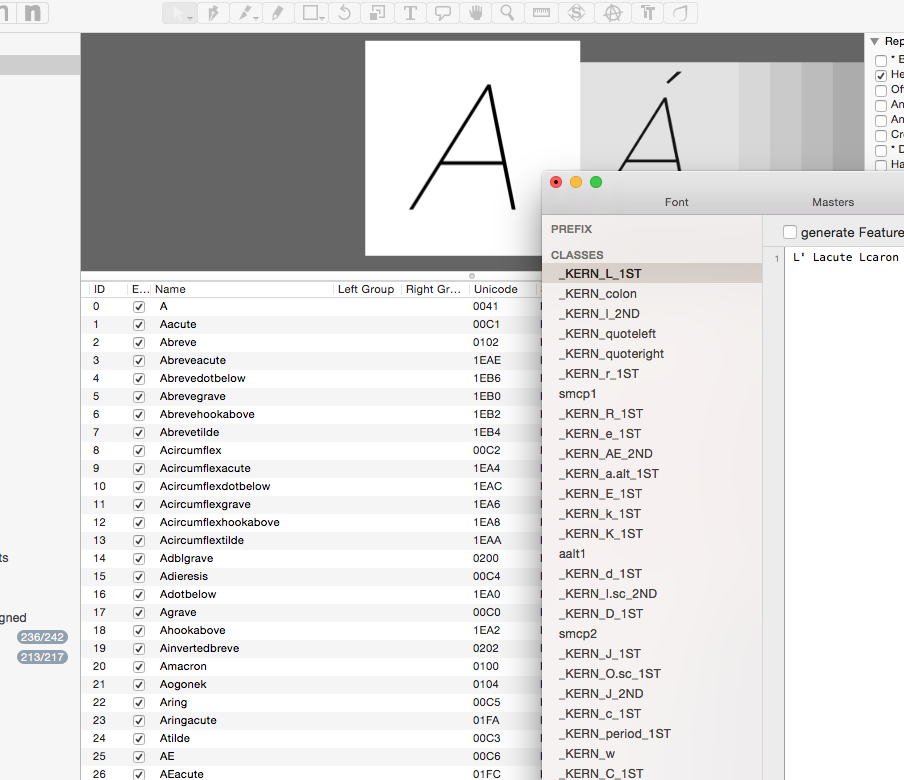 n n T
A Á
Rep
* E
He
Of
An
An
Cr
* D
Ha
Font Masters
PREFIX
CLASSES
generate Feature
1 L' Lacute Lcaron
_KERN_L_1ST
_KERN_colon
_KERN_l_2ND
_KERN_quoteleft
_KERN_quoteright
_KERN_r_1ST
smcp1
_KERN_R_1ST
_KERN_e_1ST
_KERN_AE_2ND
_KERN_a.alt_1ST
_KERN_E_1ST
_KERN_k_1ST
_KERN_K_1ST
aalt1
_KERN_d_1ST
_KERN_l.sc_2ND
_KERN_D_1ST
smcp2
_KERN_J_1ST
_KERN_O.sc_1ST
_KERN_J_2ND
_KERN_c_1ST
_KERN_period_1ST
_KERN_w
_KERN_C_1ST
ID E... Name Left Group Right Gr... Unicode
0 A 0041
1 Aacute 00C1
2 Abreve 0102
3 Abreveacute 1EAE
4 Abrevedotbelow 1EB6
5 Abrevegrave 1EB0
6 Abrevehookabove 1EB2
7 Abrevetilde 1EB4
8 Acircumflex 00C2
9 Acircumflexacute 1EA4
10 Acircumflexdotbelow 1EAC
11 Acircumflexgrave 1EA6
12 Acircumflexhookabove 1EA8
13 Acircumflextilde 1EAA
14 Adblgrave 0200
15 Adieresis 00C4
16 Adotbelow 1EA0
17 Agrave 00C0
18 Ahookabove 1EA2
19 Ainvertedbreve 0202
20 Amacron 0100
21 Aogonek 0104
22 Aring 00C5
23 Aringacute 01FA
24 Atilde 00C3
25 AE 00C6
26 AEacute 01FC
ts
gned
236/242
213/217